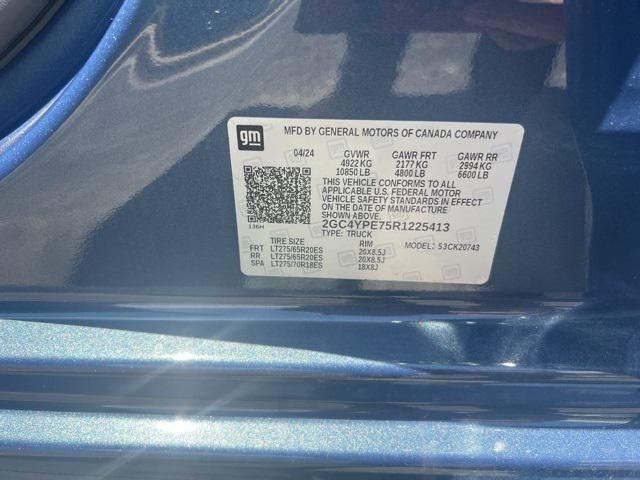 gm MFD BY GENERAL MOTORS OF CANADA COMPANY
04/24 GVWR GAWR FRT GAWR RR
4922 KG 2177 KG 2994 KG
10850 LB 4800 LB 6600 LB
THIS VEHICLE CONFORMS TO ALL
APPLICABLE U.S. FEDERAL MOTOR
VEHICLE SAFETY STANDARDS IN EFFECT
ON THE DATE OF MANUFACTURE
SHOWN ABOVE.
136H 2GC4YPE75R1225413
TYPE: TRUCK
TIRE SIZE RIM MODEL: S3CK20743
FRT LT275/65R20ES 20X8.5J
RR LT275/65R20ES 20X8.5J
SPA LT275/70R18ES 18X8J